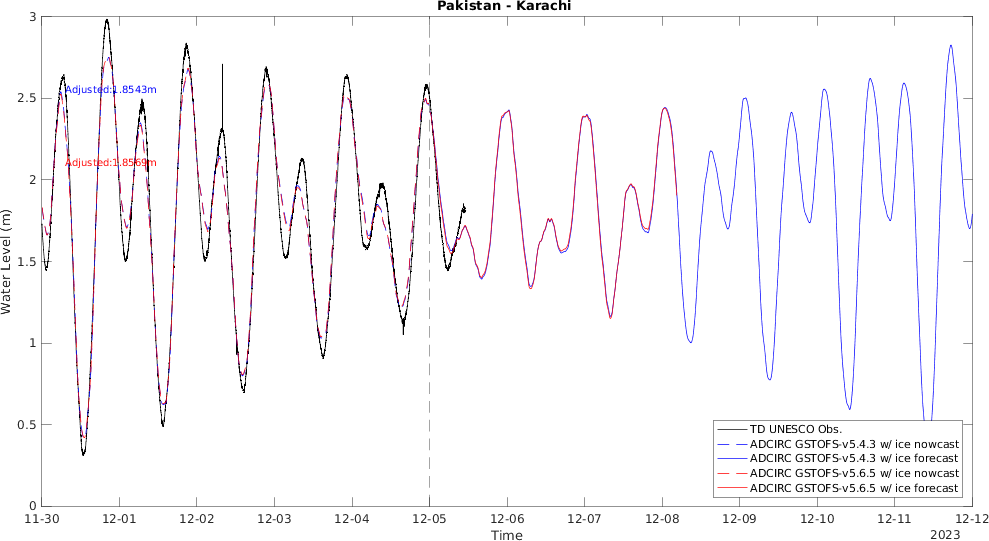 Pakistan - Karachi
Water Level (m)
3
2.5
2
1.5
1
0.5
0
Adjusted:1.8543m
Adjusted:1.8569m
TD UNESCO Obs.
ADCIRC GSTOFS-v5.4.3 w/ ice nowcast
ADCIRC GSTOFS-v5.4.3 w/ ice forecast
ADCIRC GSTOFS-v5.6.5 w/ ice nowcast
ADCIRC GSTOFS-v5.6.5 w/ ice forecast
11-30 12-01 12-02 12-03 12-04 12-05 12-06 12-07 12-08 12-09 12-10 12-11 12-12
Time
2023